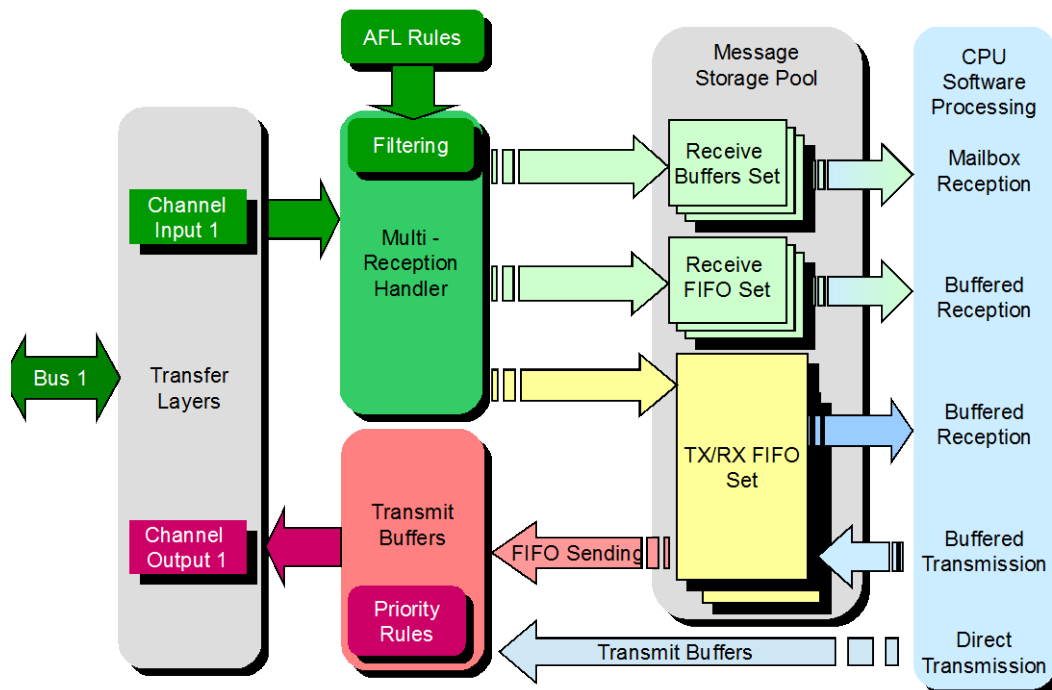 AFL Rules
Message
Storage Pool
CPU
Software
Processing
Filtering
Receive
Buffers Set
Mailbox
Reception
Channel
Input 1
Multi -
Reception
Handler
Receive
FIFO Set
Buffered
Reception
Bus 1
Transfer
Layers
TX/RX FIFO
Set
Buffered
Reception
Channel
Output 1
Transmit
Buffers
FIFO Sending
Buffered
Transmission
Priority
Rules
Transmit Buffers
Direct
Transmission